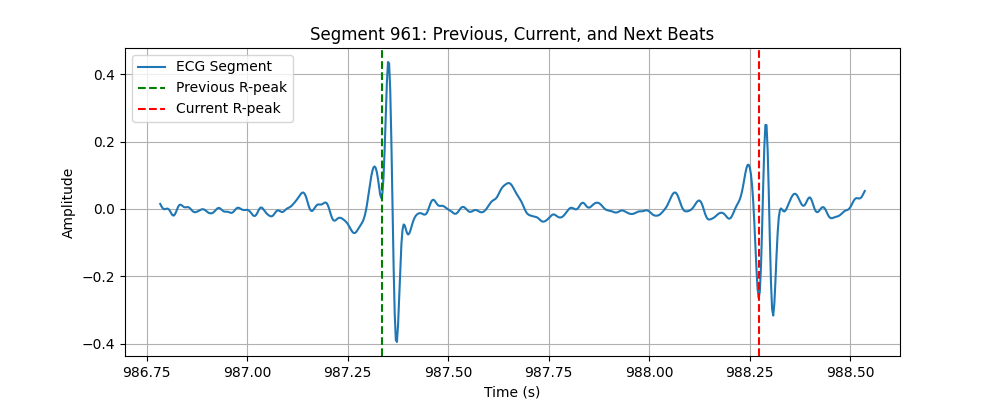 Segment 961: Previous, Current, and Next Beats
ECG Segment
Previous R-peak
Current R-peak
Amplitude
0.4
0.2
0.0
−0.2
−0.4
986.75 987.00 987.25 987.50 987.75 988.00 988.25 988.50
Time (s)